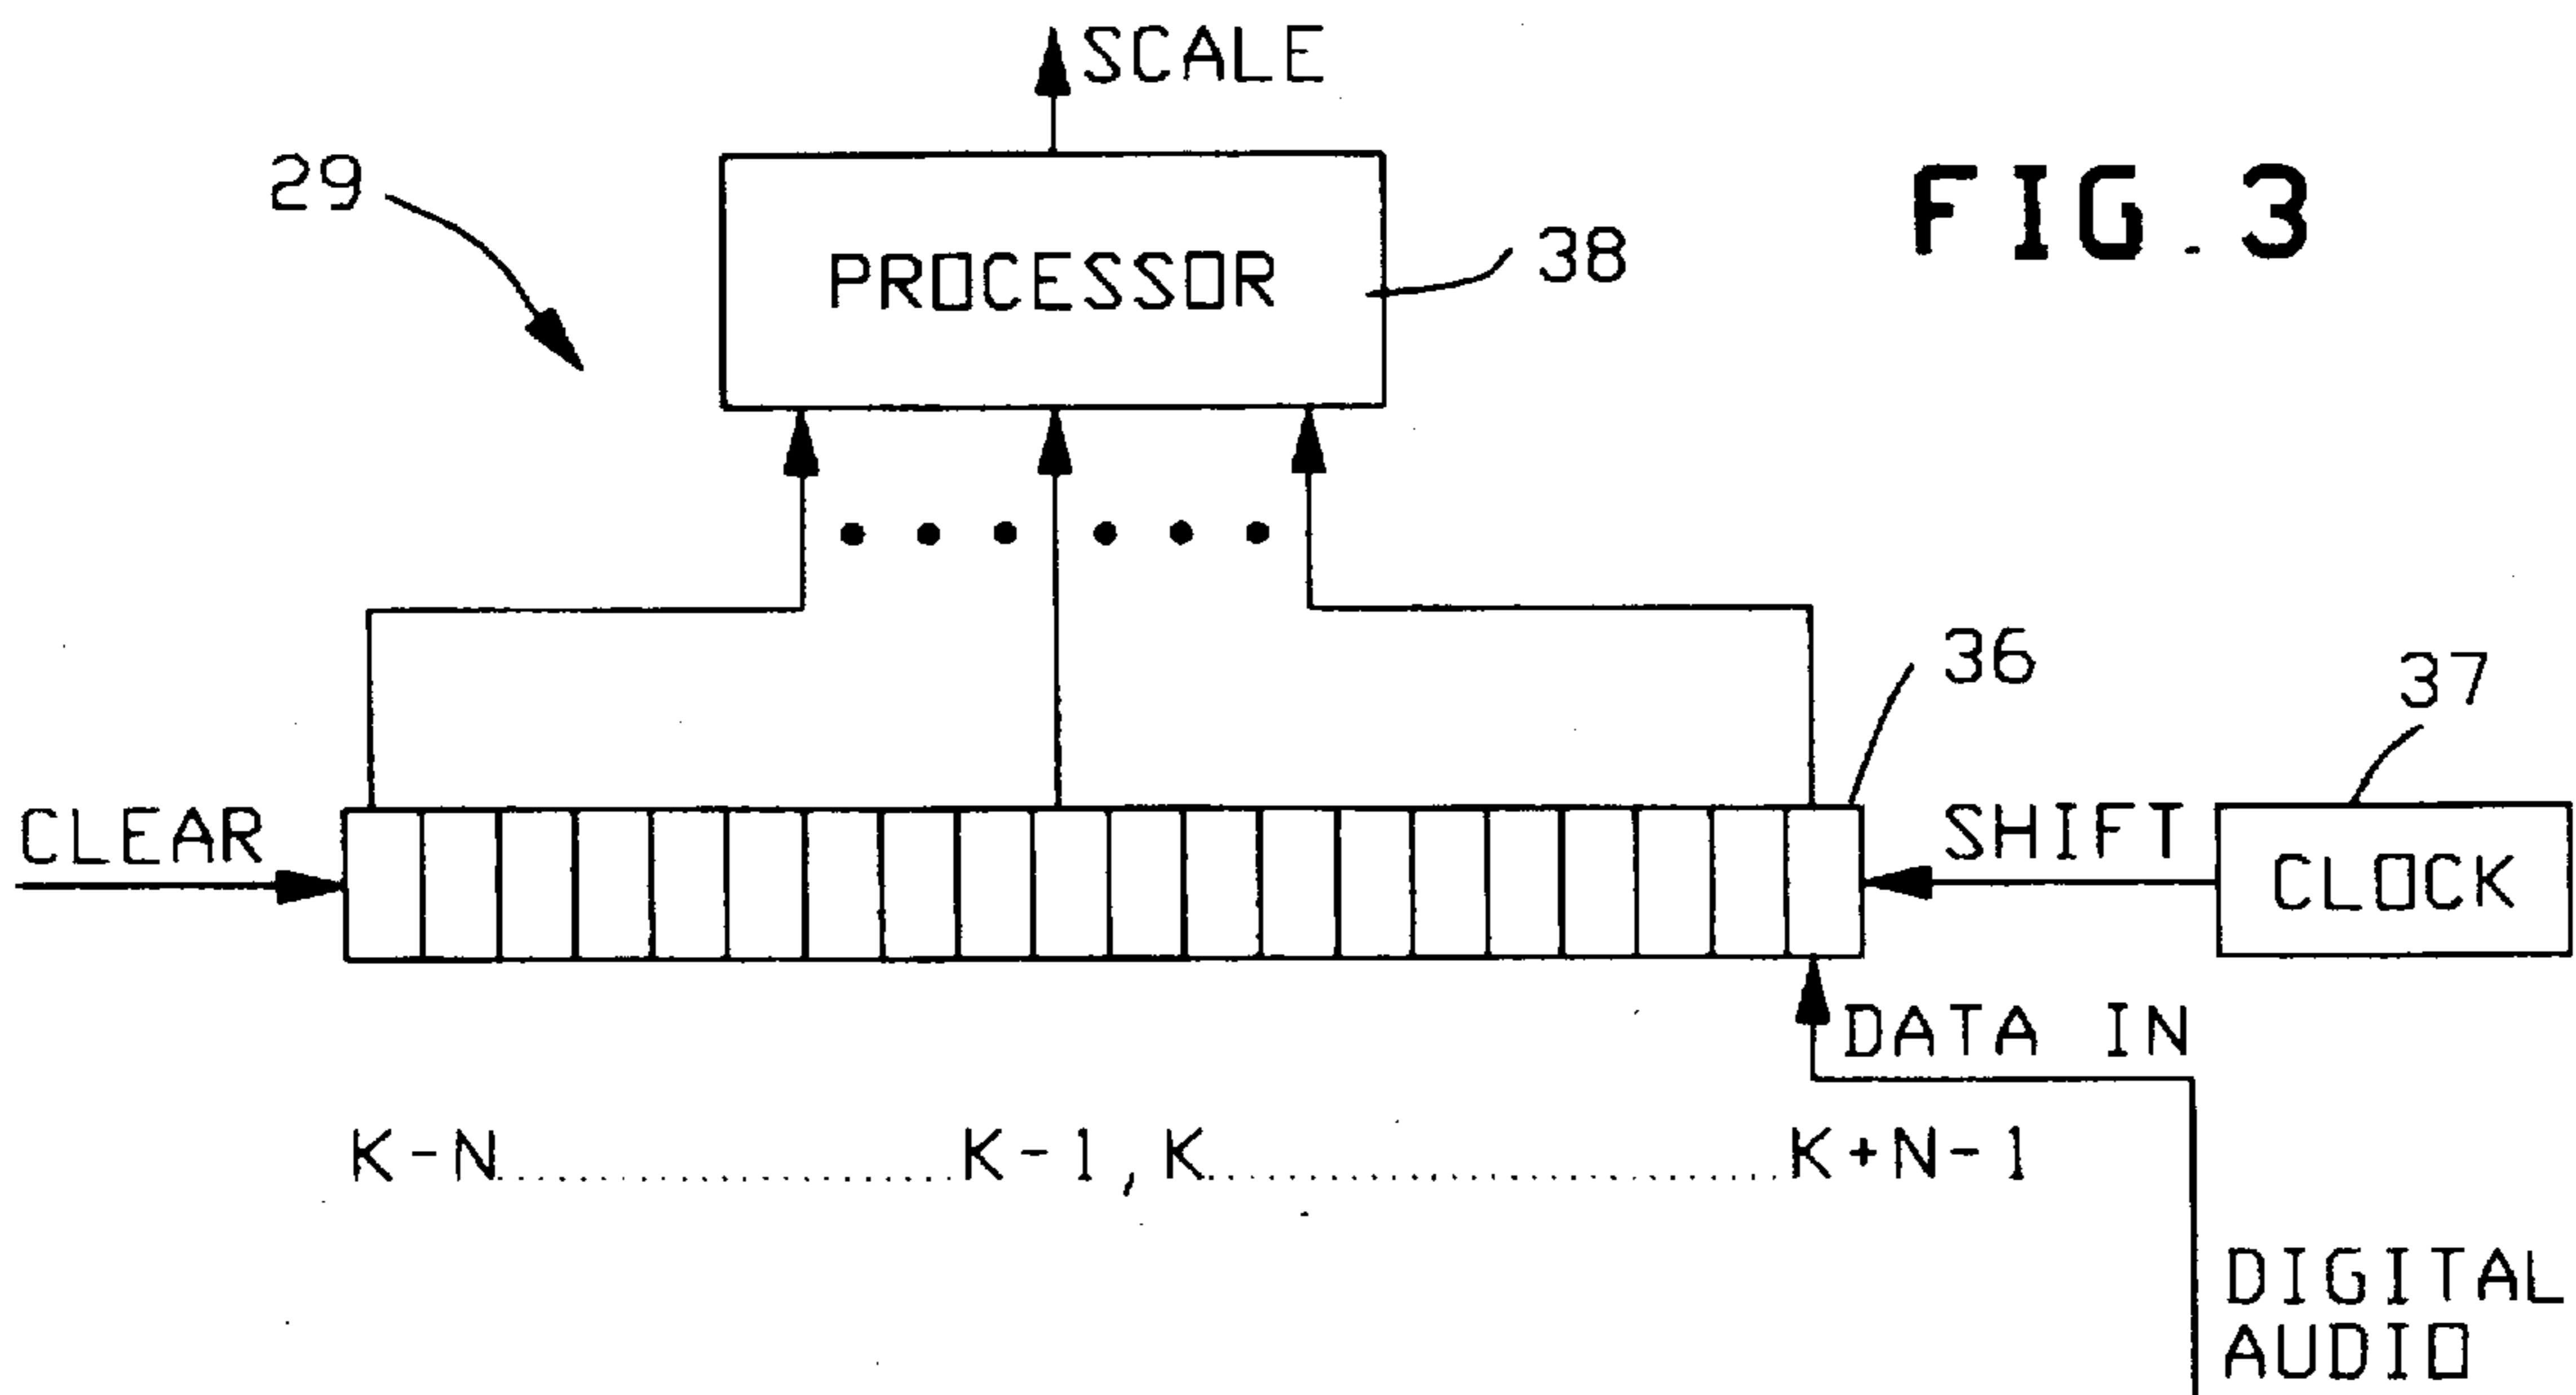 SCALE
FIG.3
29
PROCESSOR
38
36
37
CLEAR
SHIFT
CLOCK
DATA IN
K-N....................K-1,K.........................K+N-1
DIGITAL
AUDIO